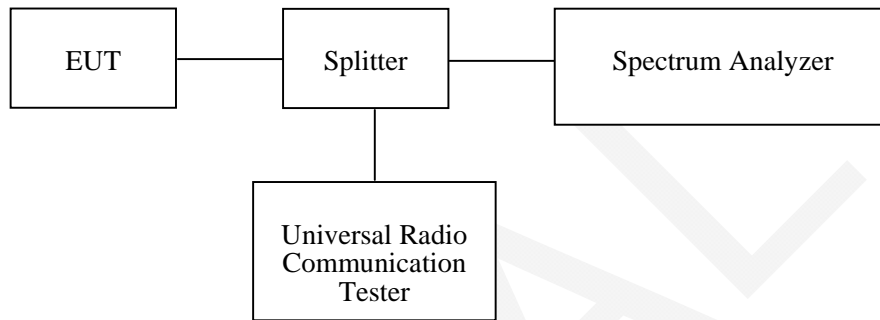 EUT
Splitter
Spectrum Analyzer
Universal Radio
Communication
Tester